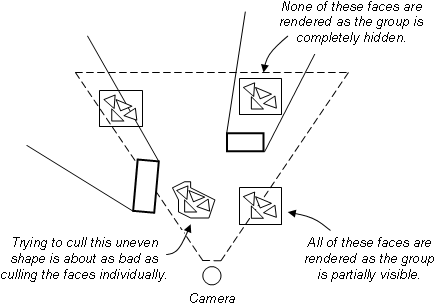 None of these faces are
rendered as the group is
completely hidden.
Trying to cull this uneven
shape is about as bad as
culling the faces individually.
All of these faces are
rendered as the group
is partially visible.
Camera